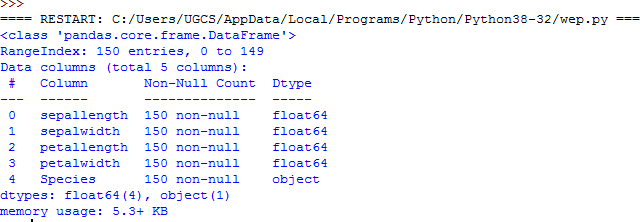 >>>
==== RESTART: C:/Users/UGCS/AppData/Local/Programs/Python/Python38-32/wep.py ===
<class 'pandas.core.frame.DataFrame'>
RangeIndex: 150 entries, 0 to 149
Data columns (total 5 columns):
 #   Column       Non-Null Count  Dtype
---  ------       --------------  -----
 0   sepallength  150 non-null    float64
 1   sepalwidth   150 non-null    float64
 2   petallength  150 non-null    float64
 3   petalwidth   150 non-null    float64
 4   Species      150 non-null    object
dtypes: float64(4), object(1)
memory usage: 5.3+ KB